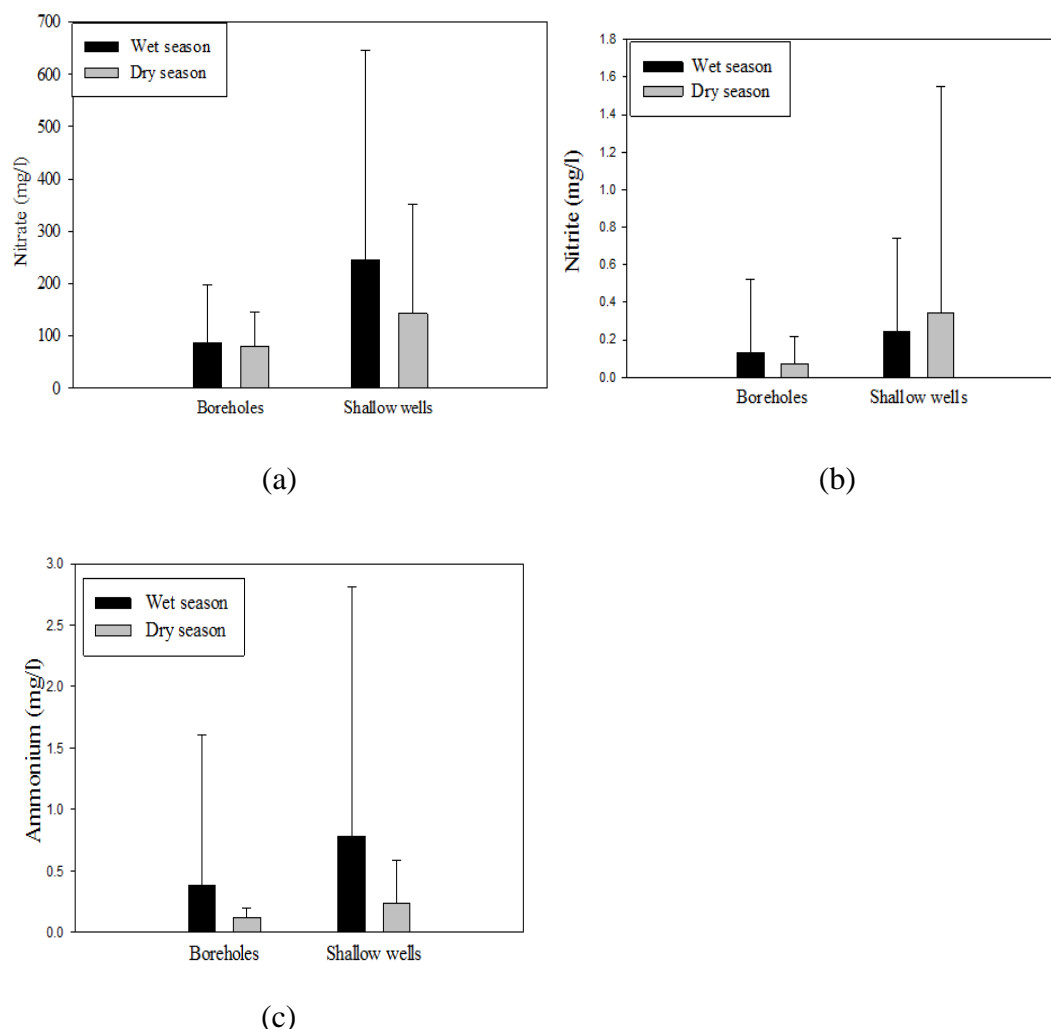 700
600
500
400
300
200
100
0
Nitrate (mg/l)
Wet season
Dry season
Boreholes
Shallow wells
(a)
1.8
1.6
1.4
1.2
1.0
0.8
0.6
0.4
0.2
0.0
Nitrite (mg/l)
Wet season
Dry season
Boreholes
Shallow wells
(b)
3.0
2.5
2.0
1.5
1.0
0.5
0.0
Ammonium (mg/l)
Wet season
Dry season
Boreholes
Shallow wells
(c)